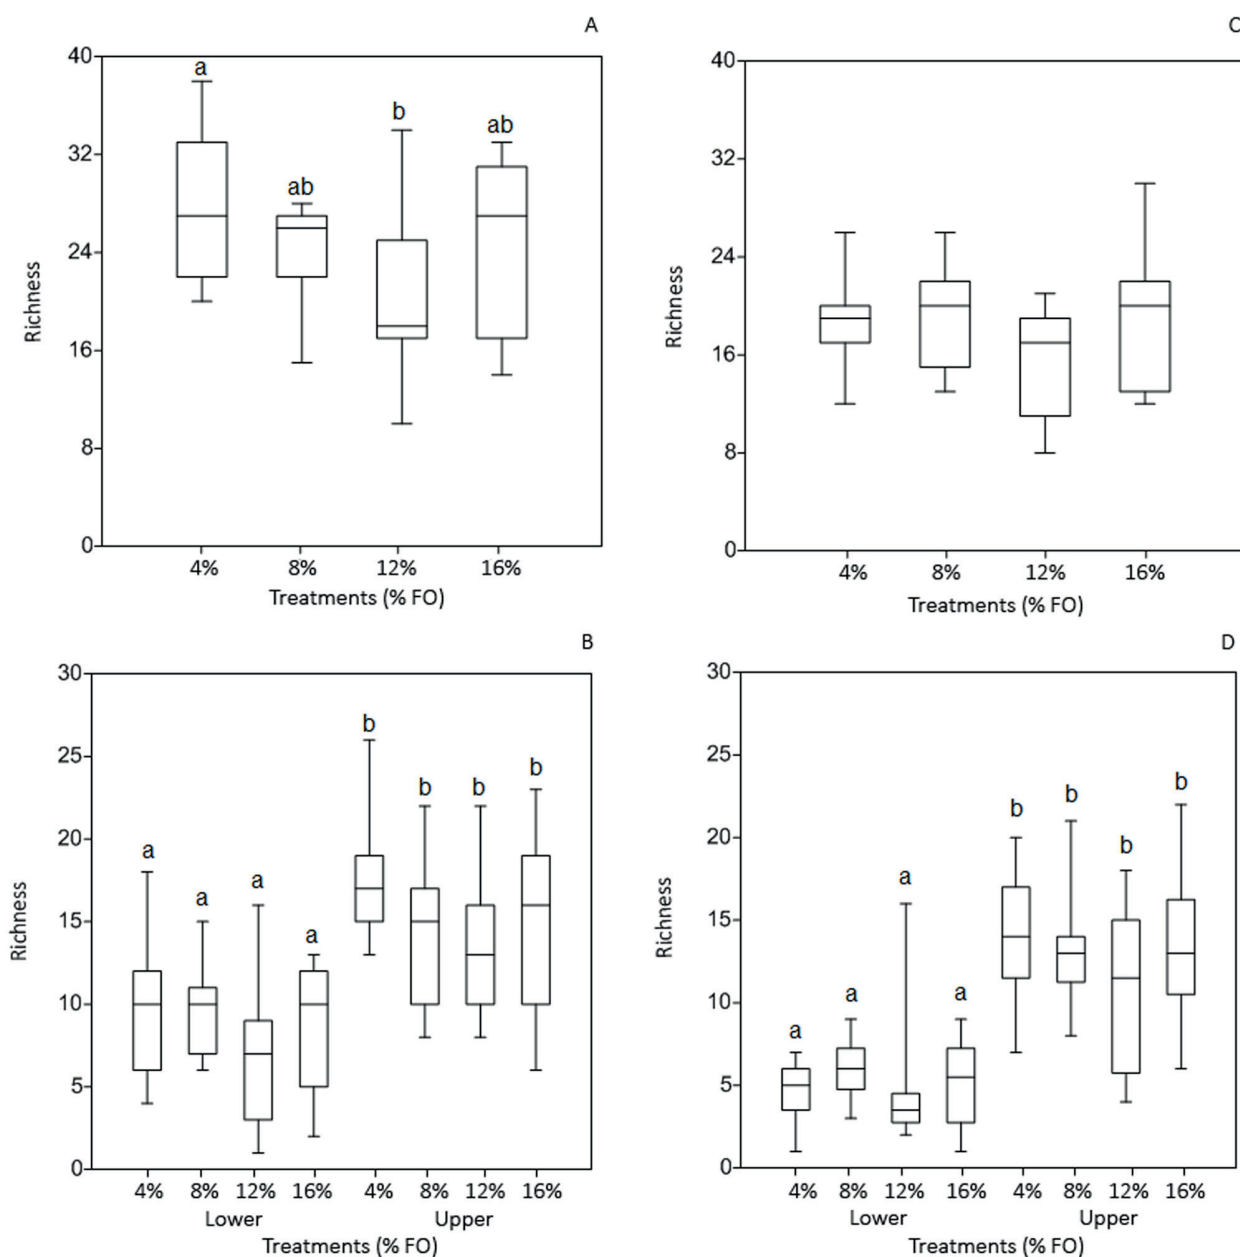 A
40
32
24
16
8
0
Richness
a
ab
b
ab
4% 8% 12% 16%
Treatments (% FO)
C
40
32
24
16
8
0
Richness
4% 8% 12% 16%
Treatments (% FO)
B
30
25
20
15
10
5
0
Richness
a a a a b b b b
4% 8% 12% 16% 4% 8% 12% 16%
Lower Upper
Treatments (% FO)
D
30
25
20
15
10
5
0
Richness
a a a a b b b b
4% 8% 12% 16% 4% 8% 12% 16%
Lower Upper
Treatments (% FO)